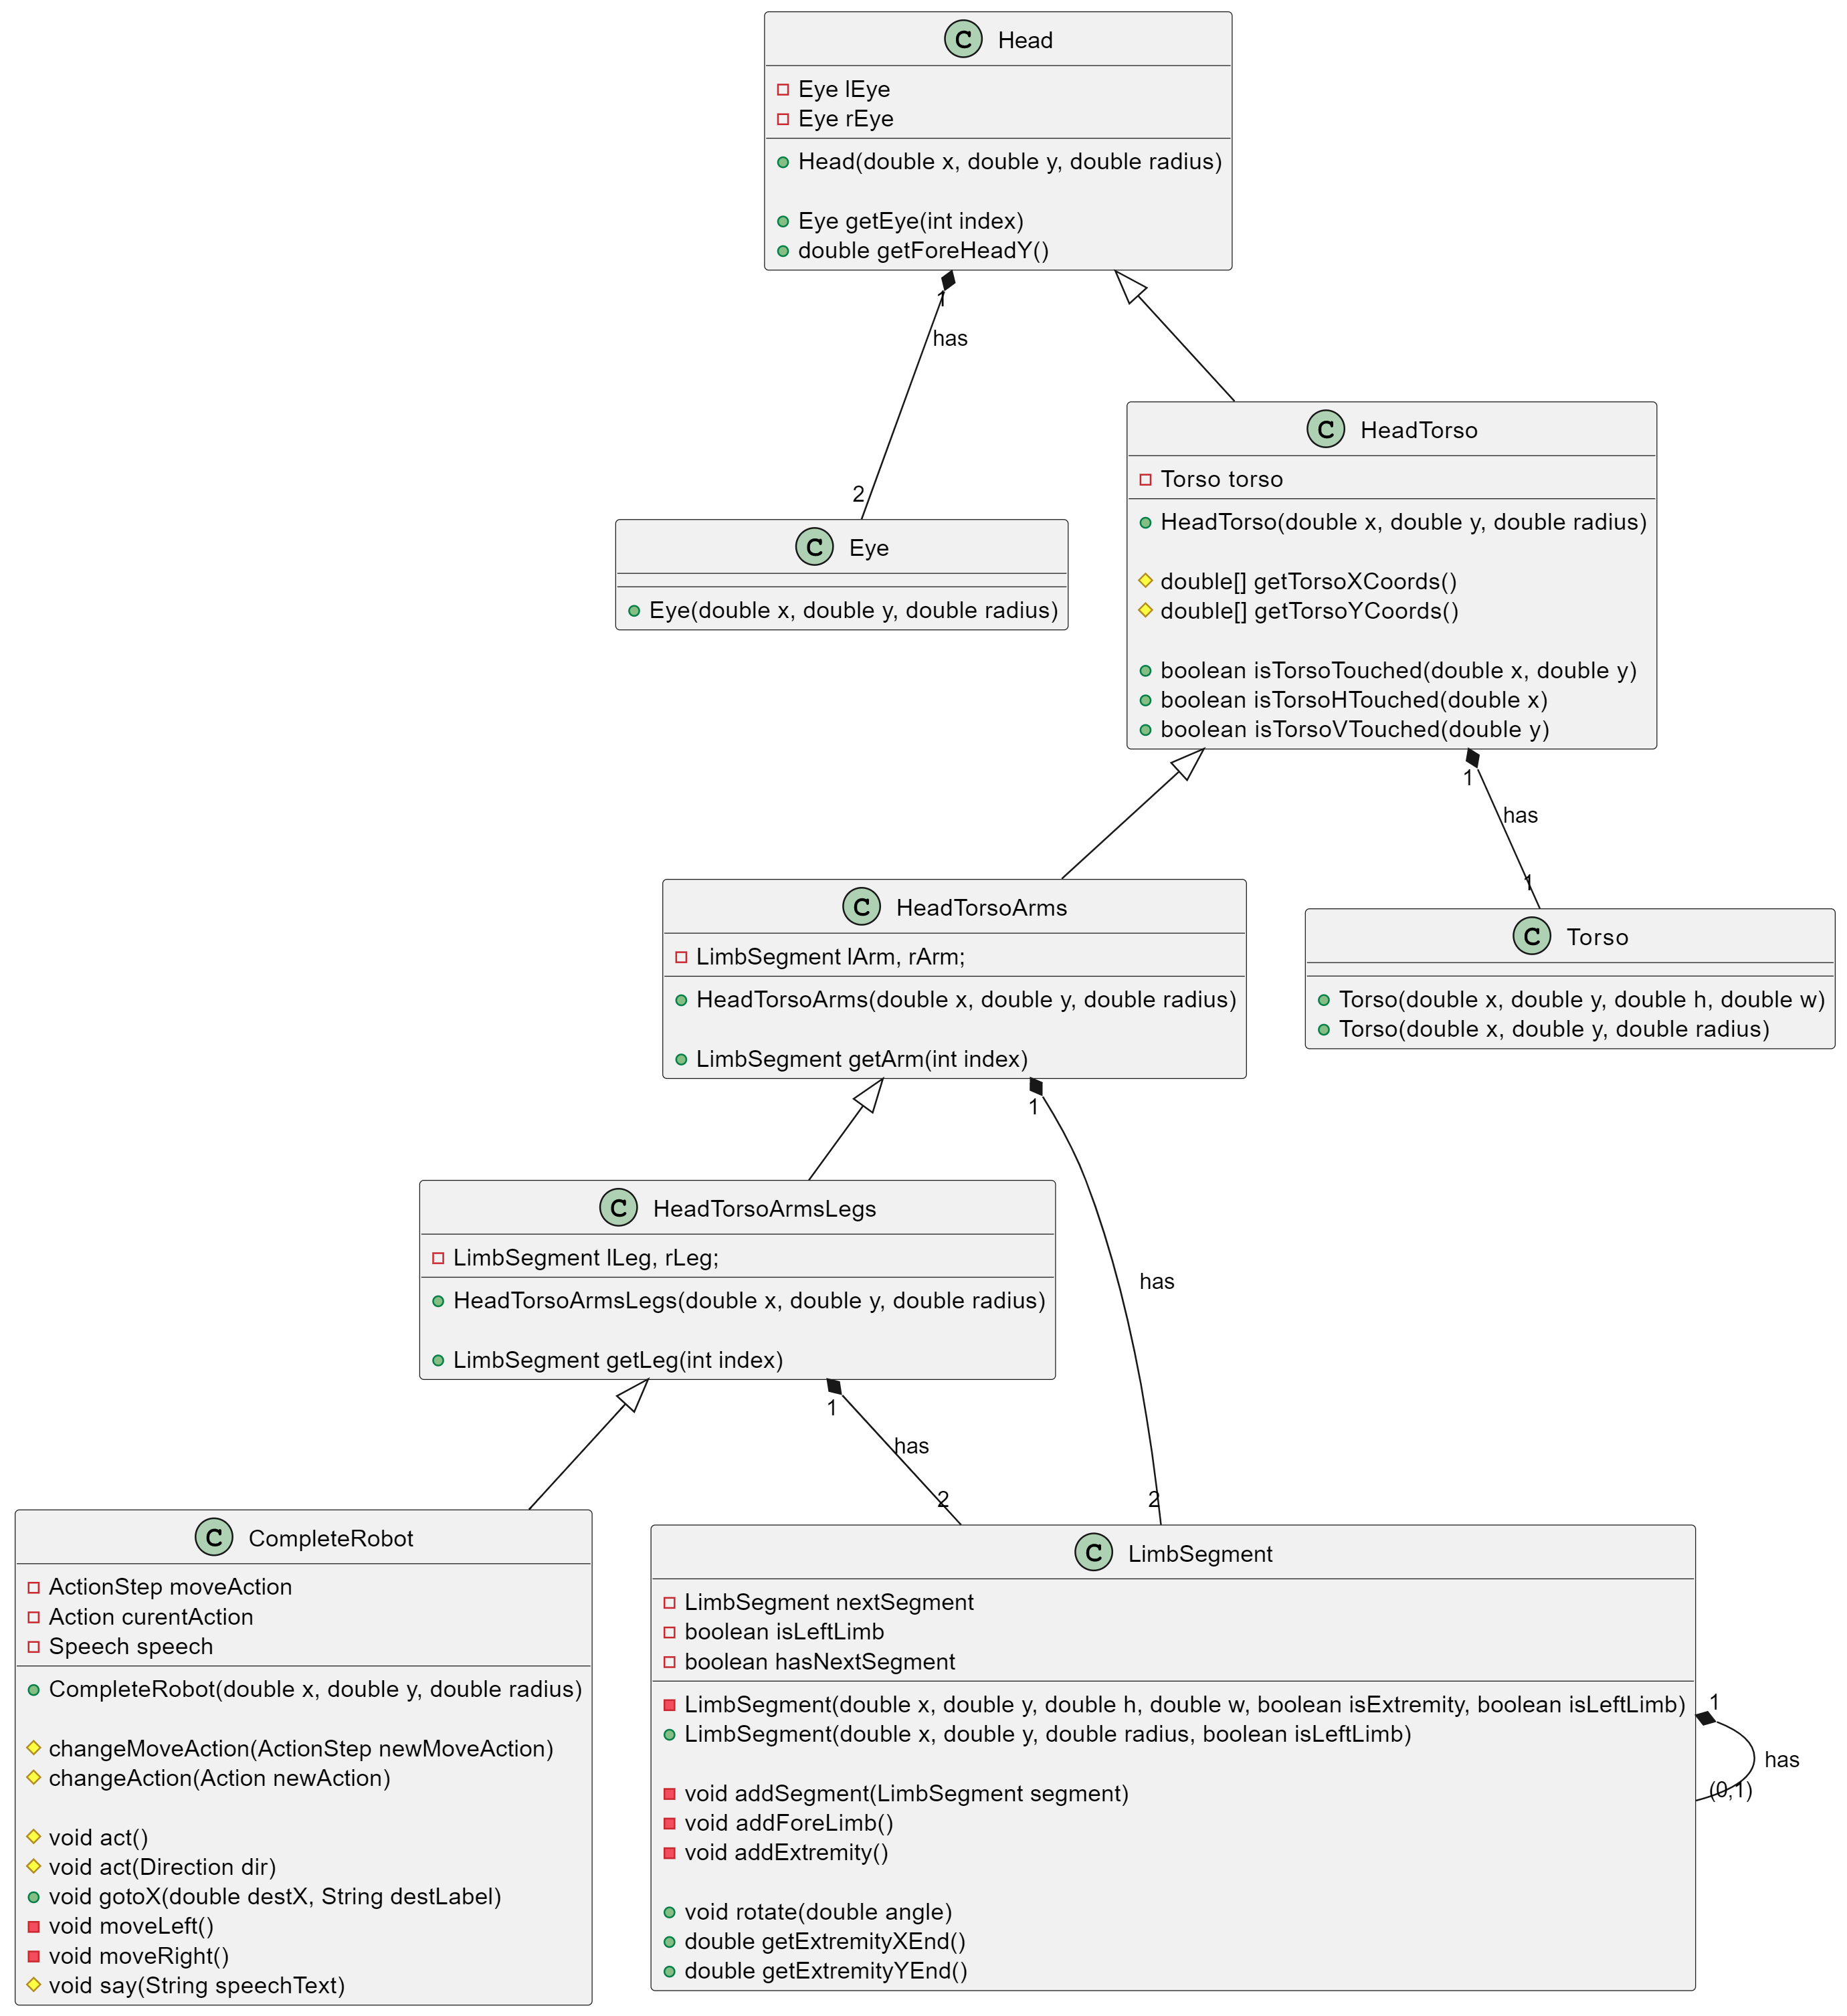 C Head
Eye lEye
Eye rEye
Head(double x, double y, double radius)
Eye getEye(int index)
double getForeHeadY()
1
has
2
C HeadTorso
Torso torso
HeadTorso(double x, double y, double radius)
double[] getTorsoXCoords()
double[] getTorsoYCoords()
boolean isTorsoTouched(double x, double y)
boolean isTorsoHTouched(double x)
boolean isTorsoVTouched(double y)
C Eye
Eye(double x, double y, double radius)
1
has
1
C HeadTorsoArms
LimbSegment lArm, rArm;
HeadTorsoArms(double x, double y, double radius)
LimbSegment getArm(int index)
C Torso
Torso(double x, double y, double h, double w)
Torso(double x, double y, double radius)
1
has
2
C HeadTorsoArmsLegs
LimbSegment lLeg, rLeg;
HeadTorsoArmsLegs(double x, double y, double radius)
LimbSegment getLeg(int index)
1
has
2
C CompleteRobot
ActionStep moveAction
Action curentAction
Speech speech
CompleteRobot(double x, double y, double radius)
changeMoveAction(ActionStep newMoveAction)
changeAction(Action newAction)
void act()
void act(Direction dir)
void gotoX(double destX, String destLabel)
void moveLeft()
void moveRight()
void say(String speechText)
C LimbSegment
LimbSegment nextSegment
boolean isLeftLimb
boolean hasNextSegment
LimbSegment(double x, double y, double h, double w, boolean isExtremity, boolean isLeftLimb)
LimbSegment(double x, double y, double radius, boolean isLeftLimb)
void addSegment(LimbSegment segment)
void addForeLimb()
void addExtremity()
void rotate(double angle)
double getExtremityXEnd()
double getExtremityYEnd()
1
has
(0,1)